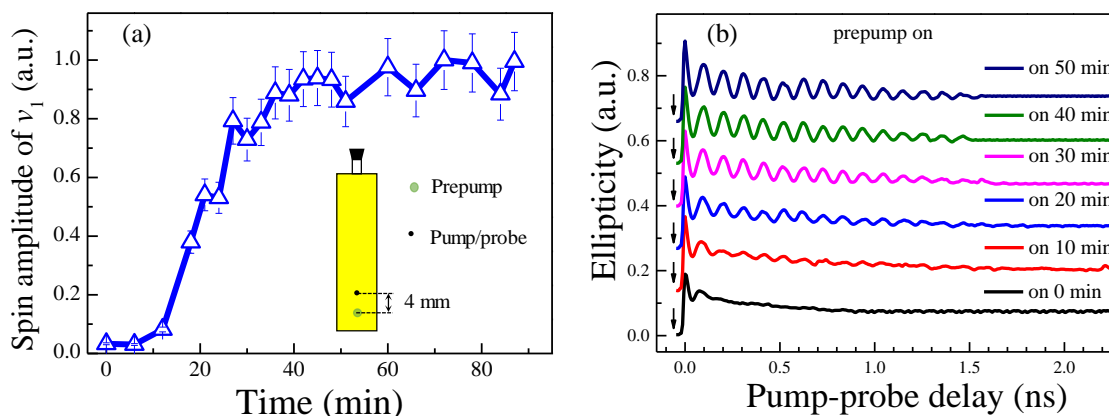 (a)
Spin amplitude of v₁ (a.u.)
1.0
0.8
0.6
0.4
0.2
0.0
0 20 40 60 80
Time (min)
Prepump
Pump/probe
4 mm
(b)
prepump on
Ellipticity (a.u.)
0.8
0.6
0.4
0.2
0.0
on 50 min
on 40 min
on 30 min
on 20 min
on 10 min
on 0 min
0.0 0.5 1.0 1.5 2.0
Pump-probe delay (ns)